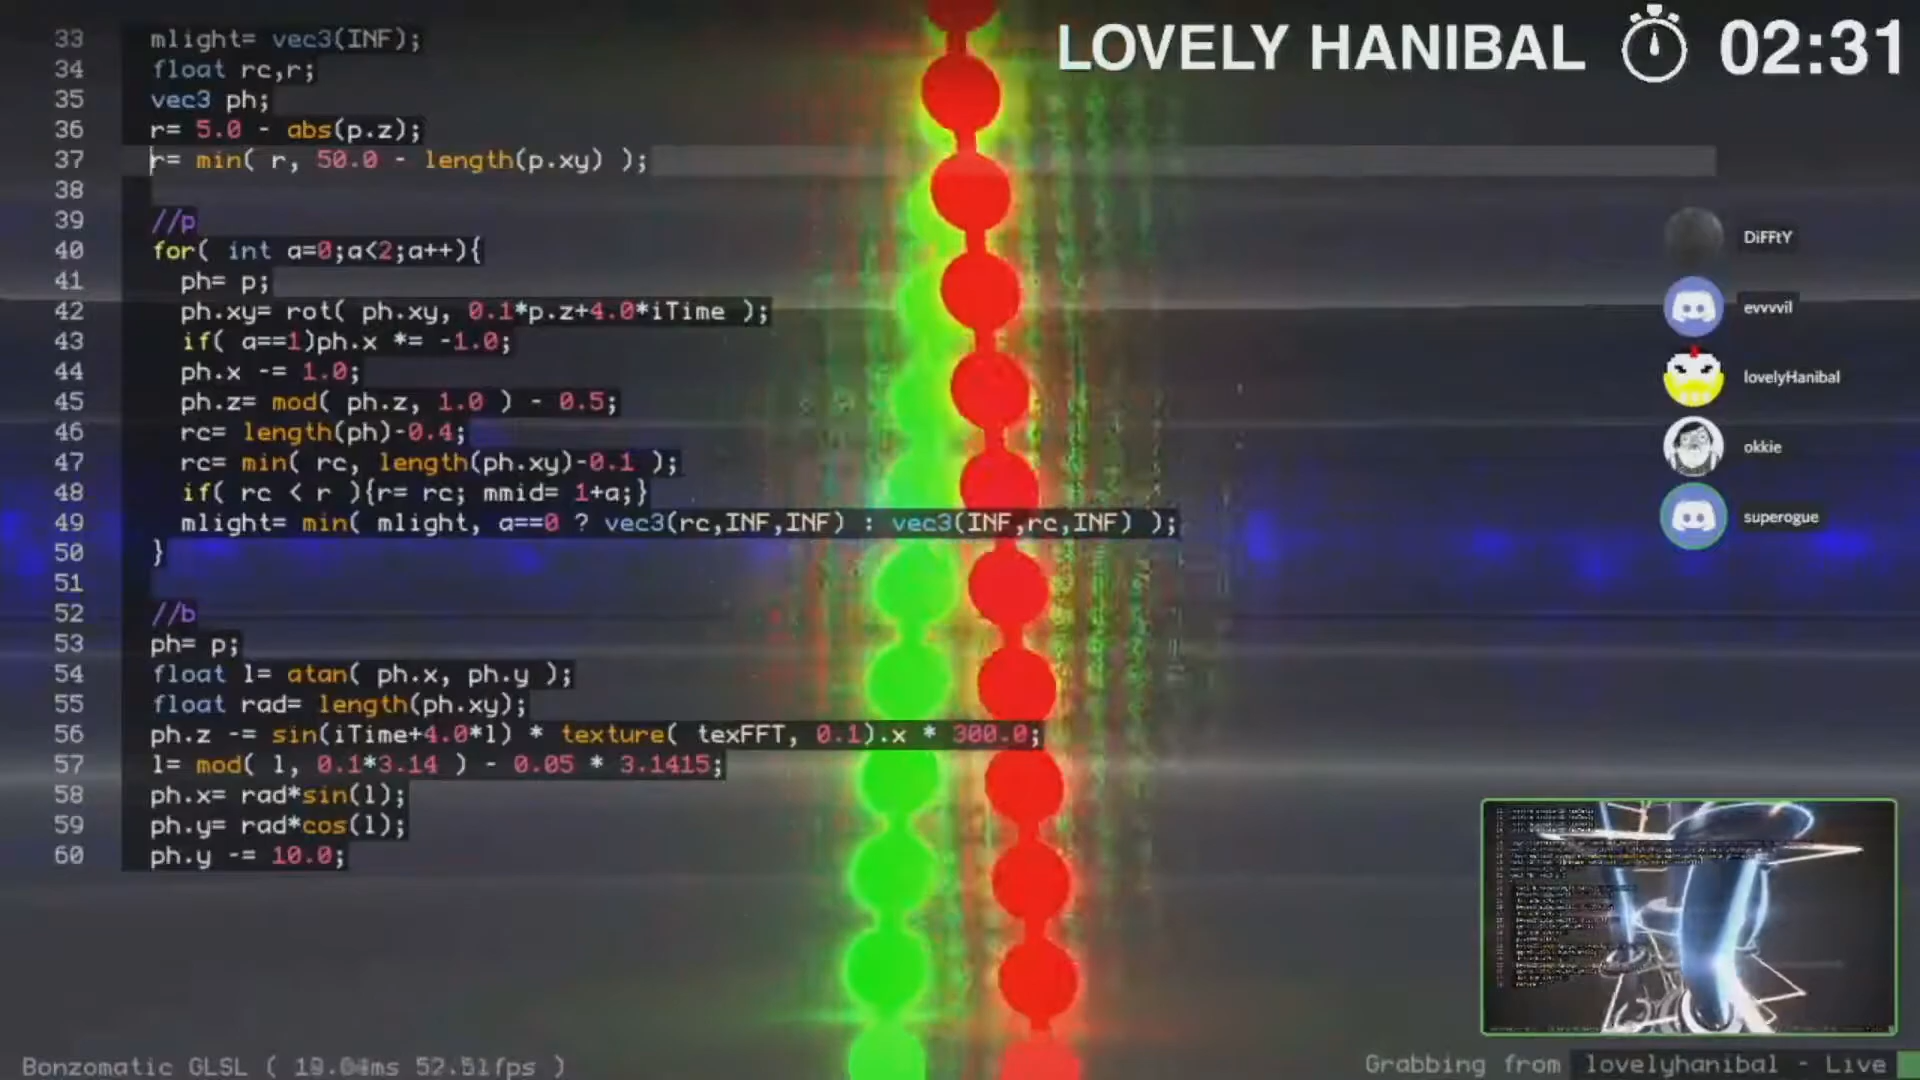 LOVELY HANIBAL 02:31
33 mlight= vec3(INF);
34 float rc,r;
35 vec3 ph;
36 r= 5.0 - abs(p.z);
37 r= min( r, 50.0 - length(p.xy) );
38
39 //p
40 for( int a=0;a<2;a++){
41 ph= p;
42 ph.xy= rot( ph.xy, 0.1*p.z+4.0*iTime );
43 if( a==1)ph.x *= -1.0;
44 ph.x -= 1.0;
45 ph.z= mod( ph.z, 1.0 ) - 0.5;
46 rc= length(ph)-0.4;
47 rc= min( rc, length(ph.xy)-0.1 );
48 if( rc < r ){r= rc; mmid= 1+a;}
49 mlight= min( mlight, a==0 ? vec3(rc,INF,INF) : vec3(INF,rc,INF) );
50 }
51
52 //b
53 ph= p;
54 float l= atan( ph.x, ph.y );
55 float rad= length(ph.xy);
56 ph.z -= sin(iTime+4.0*l) * texture( texFFT, 0.1).x * 300.0;
57 l= mod( l, 0.1*3.14 ) - 0.05 * 3.1415;
58 ph.x= rad*sin(l);
59 ph.y= rad*cos(l);
60 ph.y -= 10.0;
DiFFtY
evvvvil
lovelyHanibal
okkie
superogue
Bonzomatic GLSL ( fps )
Grabbing from lovelyhanibal - Live